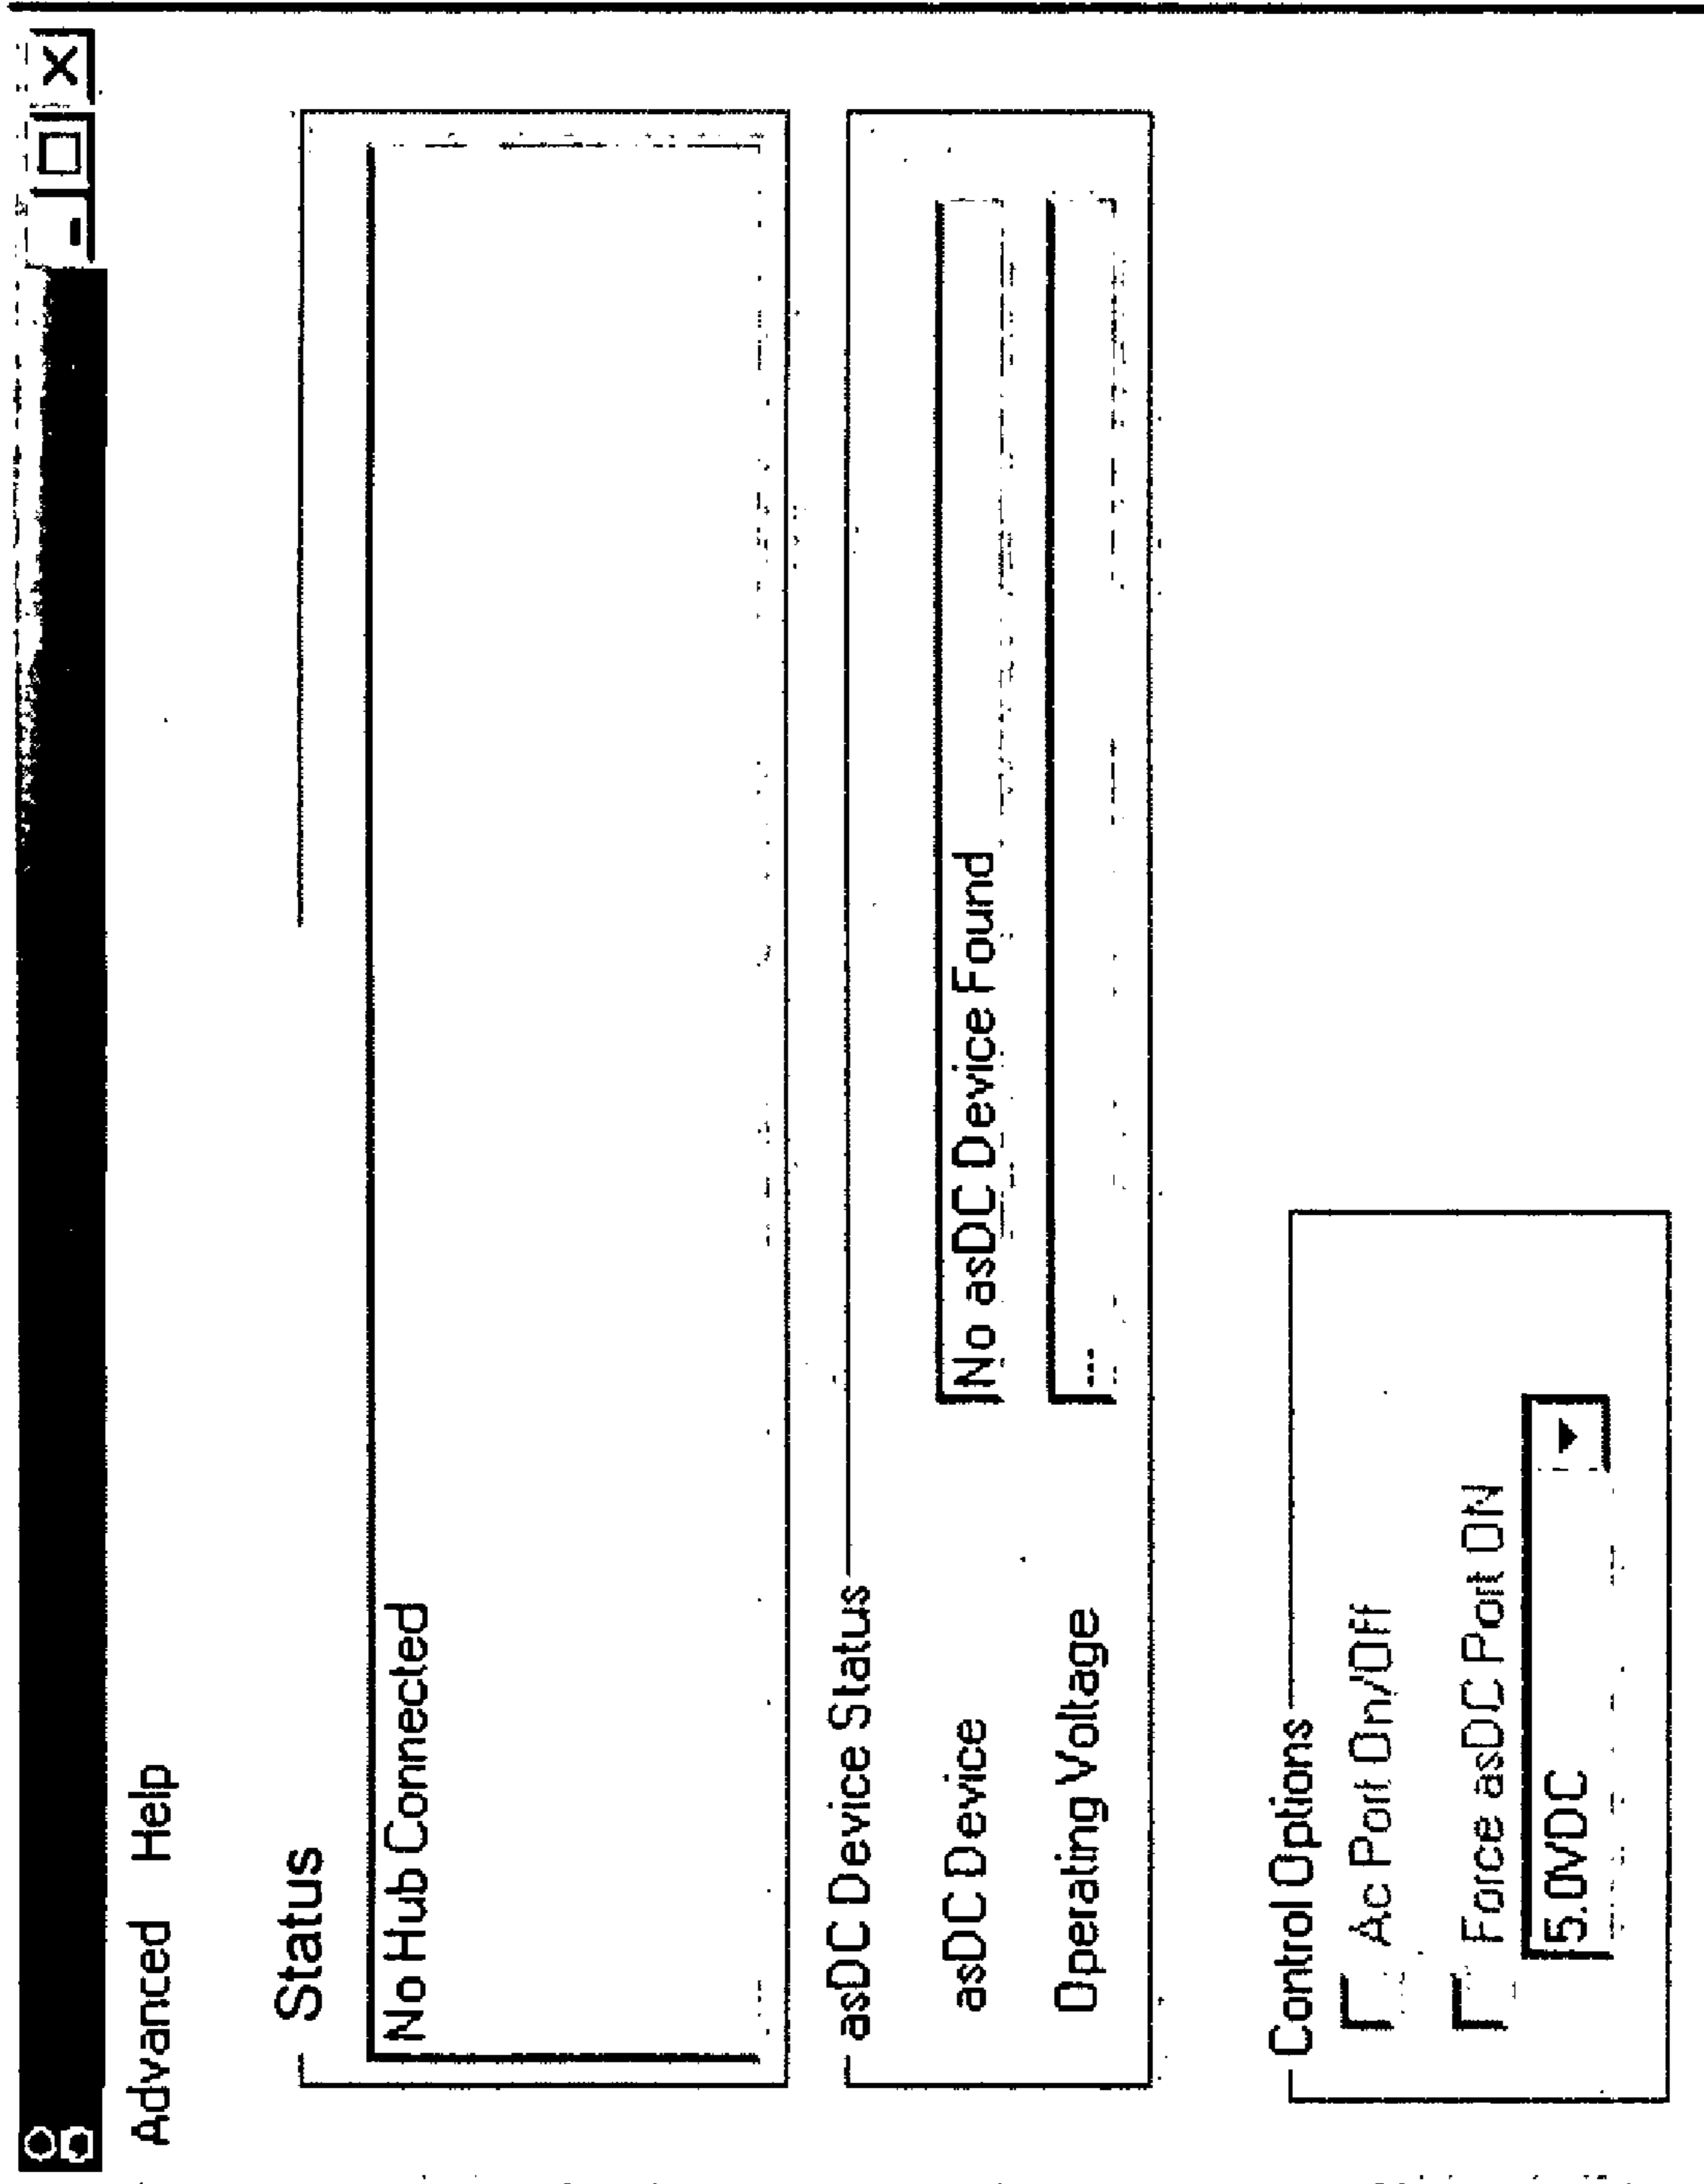 Advanced Help
Status
No Hub Connected
asDC Device Status
asDC Device No asDC Device Found
Operating Voltage ---
Control Options
Ac Port On/Off
Force asDC Port ON
5.0VDC